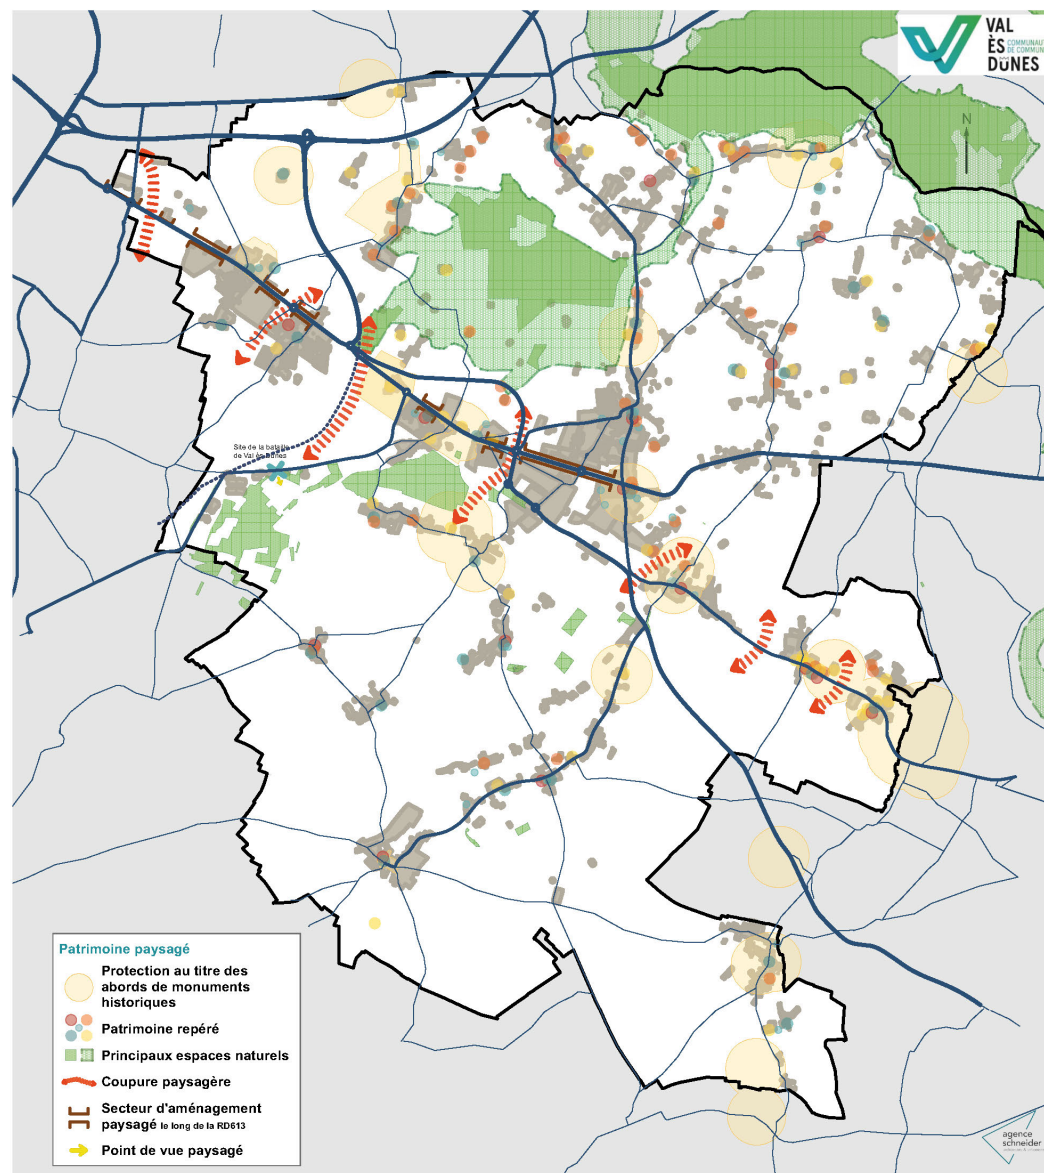 VAL
ÈS COMMUNAUTÉ
DE COMMUNES
DUNES
N
Site de la bataille
de Val ès Dunes
Patrimoine paysagé
Protection au titre des
abords de monuments
historiques
Patrimoine repéré
Principaux espaces naturels
Coupure paysagère
Secteur d'aménagement
paysagé le long de la RD613
Point de vue paysagé
agence
schneider